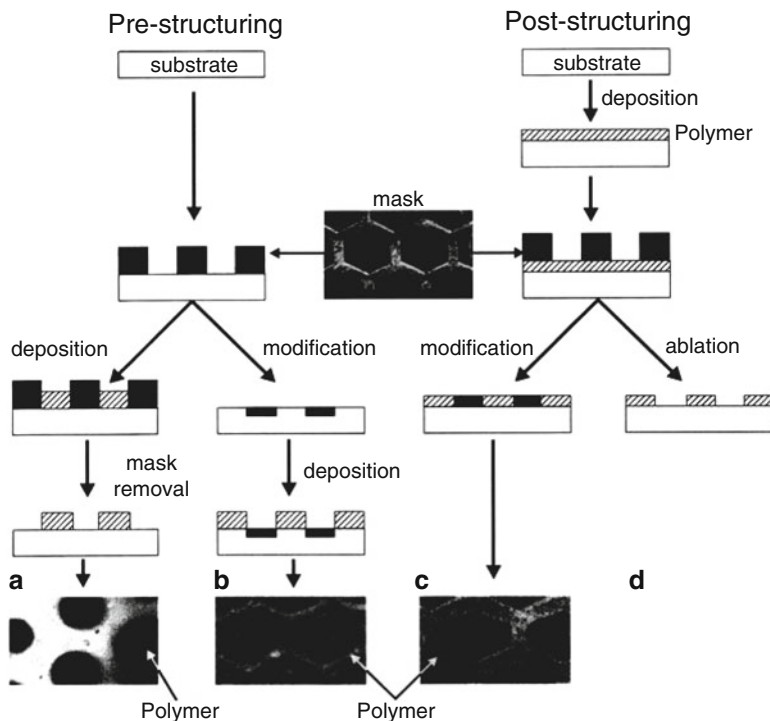 Pre-structuring
Post-structuring
substrate
substrate
deposition
Polymer
mask
deposition
modification
modification
ablation
mask
removal
deposition
a
b
c
d
Polymer
Polymer